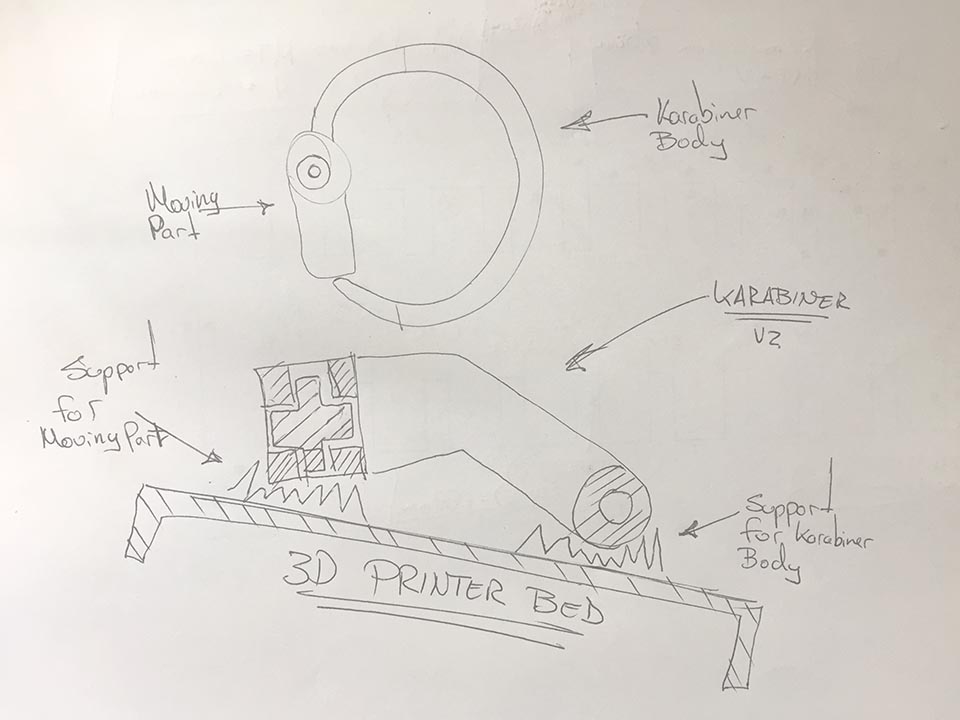 Karabiner
Body
Moving
Part
KARABINER
V2
Support
for
Moving Part
Support
for Karabiner
Body
3D PRINTER BED